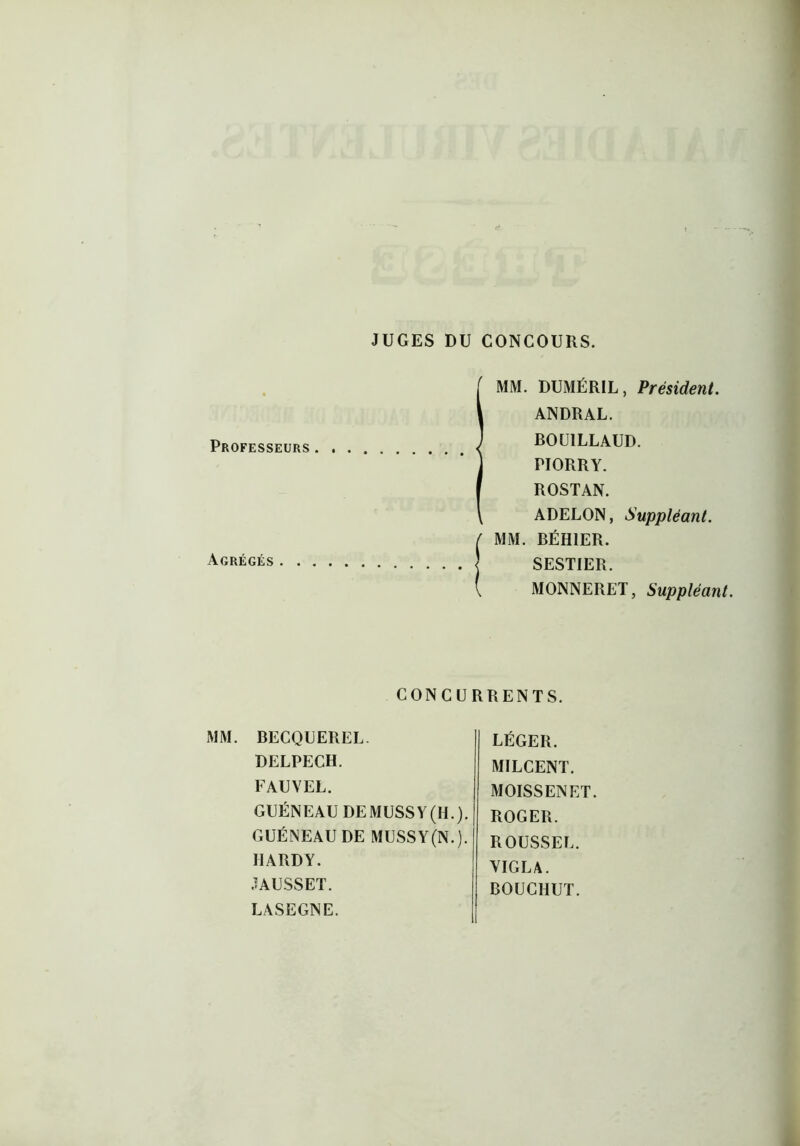 JUGES DU CONCOURS.
MM. DUMÉRIL, Président.
ANDRAL.
Professeurs . . . . . . . . . . BOUILLAUD.
PIORRY.
ROSTAN.
ADELON, Suppléant.
MM. BÉHIER.
Agrégés . . . . . . . . . . . . SESTIER.
MONNERET, Suppléant.
CONCURRENTS.
MM. BECQUEREL.
DELPECH.
FAUVEL.
GUÉNEAU DE MUSSY (H.).
GUÉNEAU DE MUSSY (N.).
HARDY.
JAUSSET.
LASEGNE.
LÉGER.
MILCENT.
MOISSENET.
ROGER.
ROUSSEL.
VIGLA.
BOUCHUT.